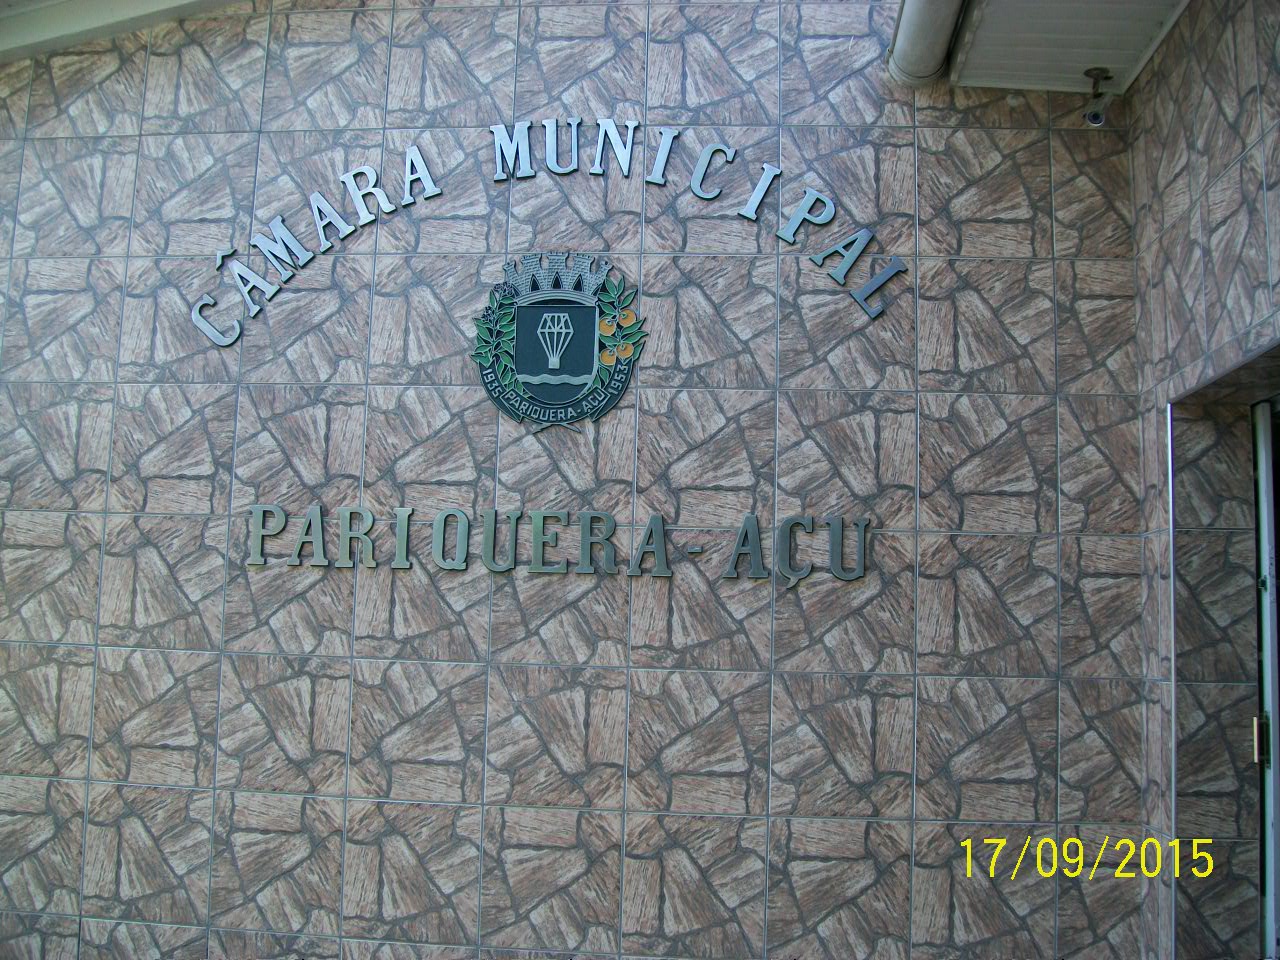 CÂMARA MUNICIPAL
1935 PARIQUERA-AÇU 1953
PARIQUERA-AÇU
17/09/2015